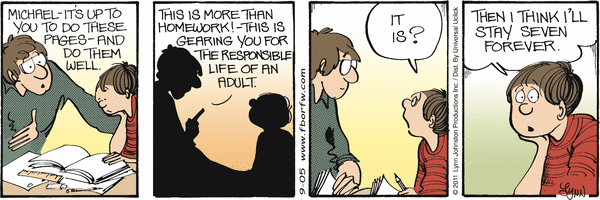 MICHAEL-IT'S UP TO
YOU TO DO THESE
PAGES-AND
DO THEM
WELL.
THIS IS MORE THAN
HOMEWORK!-THIS IS
GEARING YOU FOR
THE RESPONSIBLE
LIFE OF AN
ADULT.
9-05 www.fborfw.com
IT
IS?
© 2011 Lynn Johnston Productions Inc. / Dist. By Universal Uclick
THEN I THINK I'LL
STAY SEVEN
FOREVER.
LYNN